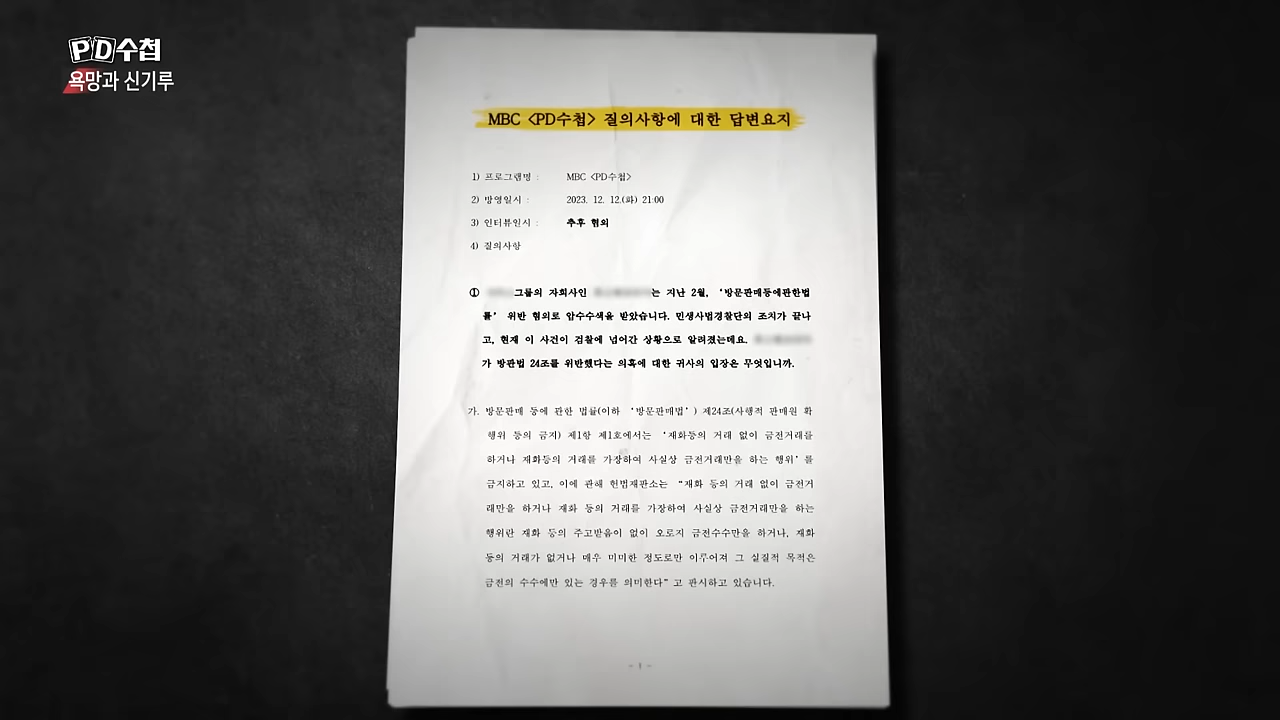 PD수첩
욕망과 신기루
MBC <PD수첩> 질의사항에 대한 답변요지
1) 프로그램명 : MBC <PD수첩>
2) 방영일시 : 2023. 12. 12.(화) 21:00
3) 인터뷰일시 : 추후 협의
4) 질의사항
① 그룹의 자회사인 는 지난 2월, ‘방문판매등에관한법
률’ 위반 혐의로 압수수색을 받았습니다. 민생사법경찰단의 조치가 끝나
고, 현재 이 사건이 검찰에 넘어간 상황으로 알려졌는데요.
가 방판법 24조를 위반했다는 의혹에 대한 귀사의 입장은 무엇입니까.
가. 방문판매 등에 관한 법률(이하 ‘방문판매법’) 제24조(사행적 판매원 확
행위 등의 금지) 제1항 제1호에서는 ‘재화등의 거래 없이 금전거래를
하거나 재화등의 거래를 가장하여 사실상 금전거래만을 하는 행위’를
금지하고 있고, 이에 관해 헌법재판소는 “재화 등의 거래 없이 금전거
래만을 하거나 재화 등의 거래를 가장하여 사실상 금전거래만을 하는
행위란 재화 등의 주고받음이 없이 오로지 금전수수만을 하거나, 재화
등의 거래가 없거나 매우 미미한 정도로만 이루어져 그 실질적 목적은
금전의 수수에만 있는 경우를 의미한다”고 판시하고 있습니다.
- 1 -